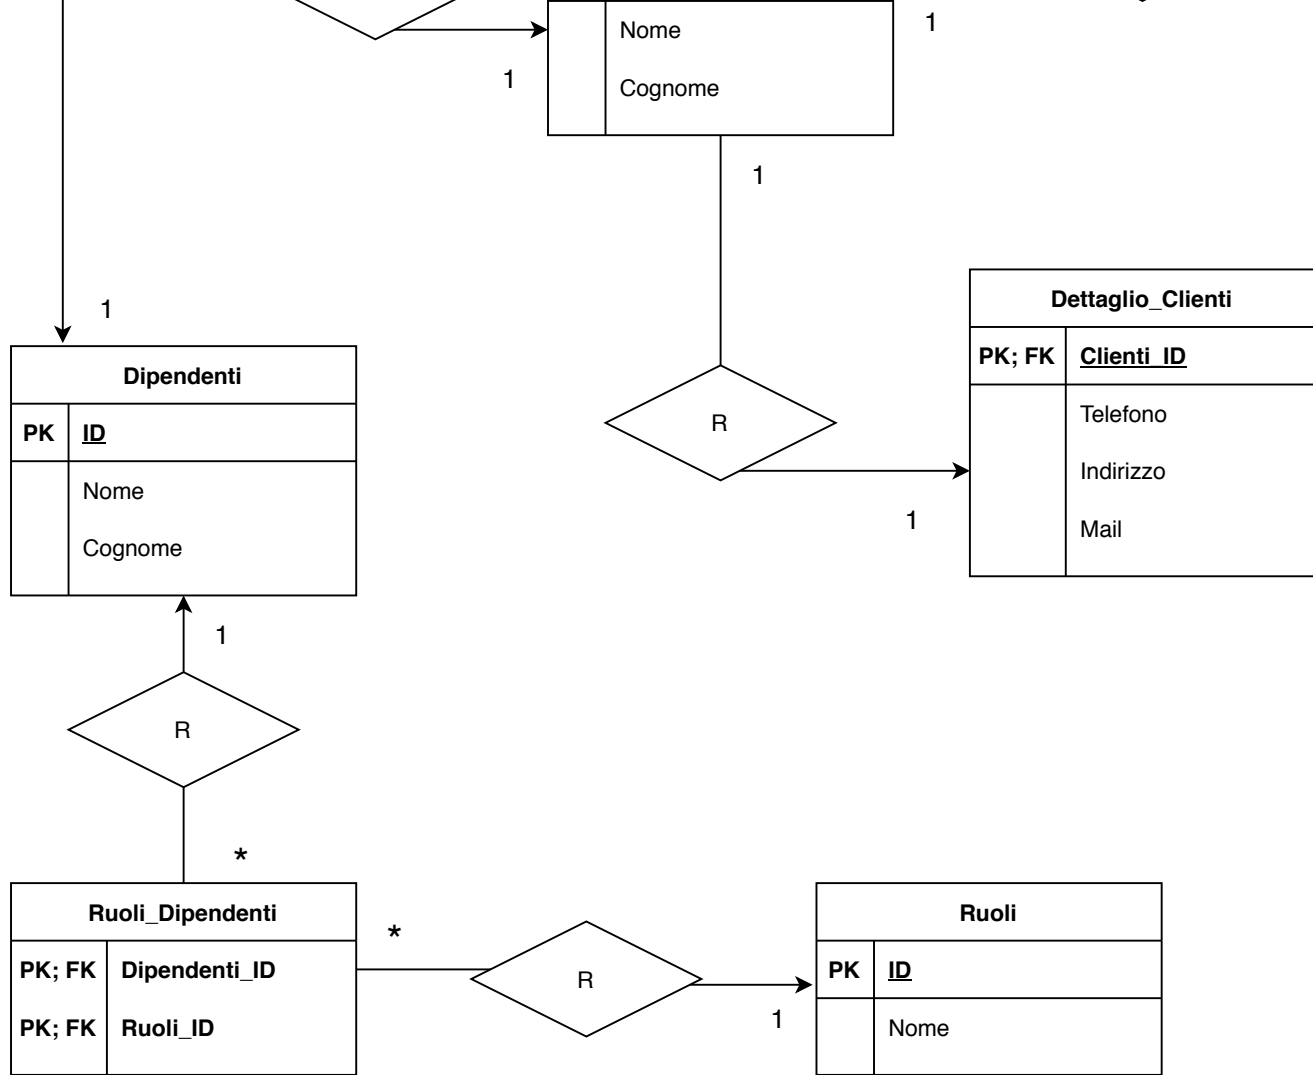 Nome
1
1
Cognome
1
Dettaglio_Clienti
PK; FK Clienti_ID
Telefono
Indirizzo
Mail
R
1
1
Dipendenti
PK ID
Nome
Cognome
1
R
*
Ruoli_Dipendenti
PK; FK Dipendenti_ID
PK; FK Ruoli_ID
*
R
1
Ruoli
PK ID
Nome